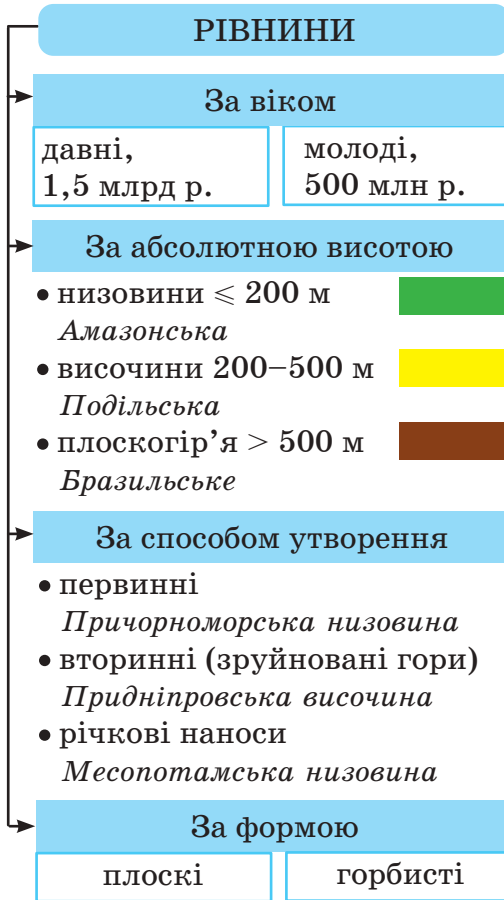 РІВНИНИ
За віком
давні,
1,5 млрд р.
молоді,
500 млн р.
За абсолютною висотою
• низовини ⩽ 200 м
Амазонська
• височини 200–500 м
Подільська
• плоскогір’я > 500 м
Бразильське
За способом утворення
• первинні
Причорноморська низовина
• вторинні (зруйновані гори)
Придніпровська височина
• річкові наноси
Месопотамська низовина
За формою
плоскі
горбисті